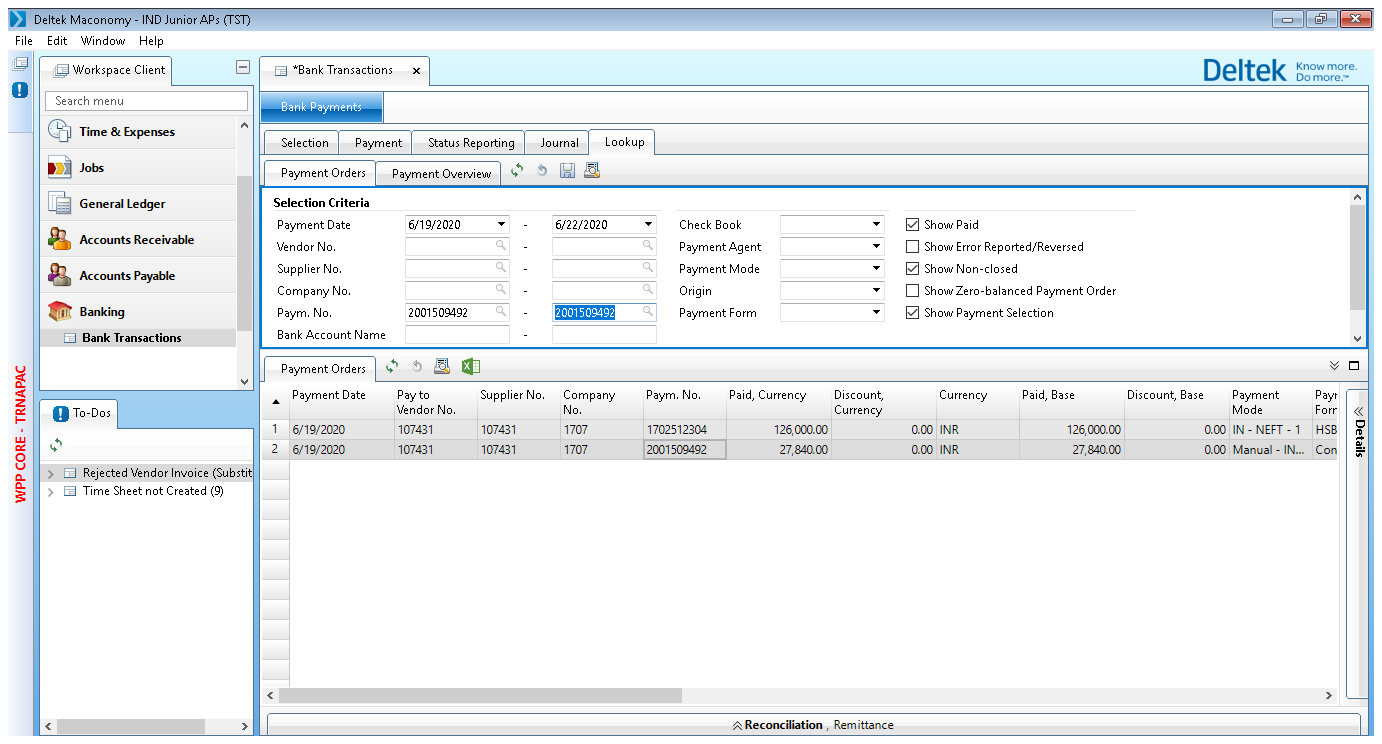 Deltek Maconomy - IND Junior APs (TST)
File Edit Window Help
Workspace Client
*Bank Transactions
Deltek Know more. Do more.™
Search menu
Bank Payments
Time & Expenses
Jobs
General Ledger
Accounts Receivable
Accounts Payable
Banking
Bank Transactions
Selection Payment Status Reporting Journal Lookup
Payment Orders Payment Overview
Selection Criteria
Payment Date 6/19/2020 - 6/22/2020 Check Book Show Paid
Vendor No. - Payment Agent Show Error Reported/Reversed
Supplier No. - Payment Mode Show Non-closed
Company No. - Origin Show Zero-balanced Payment Order
Paym. No. 2001509492 - 2001509492 Payment Form Show Payment Selection
Bank Account Name -
WPP CORE - TRNAPAC
To-Dos
Rejected Vendor Invoice (Substit
Time Sheet not Created (9)
Payment Orders
Payment Date Pay to Vendor No. Supplier No. Company No. Paym. No. Paid, Currency Discount, Currency Currency Paid, Base Discount, Base Payment Mode Payr Forr
1 6/19/2020 107431 107431 1707 1702512304 126,000.00 0.00 INR 126,000.00 0.00 IN - NEFT - 1 HSB
2 6/19/2020 107431 107431 1707 2001509492 27,840.00 0.00 INR 27,840.00 0.00 Manual - IN... Con
Details
Reconciliation , Remittance